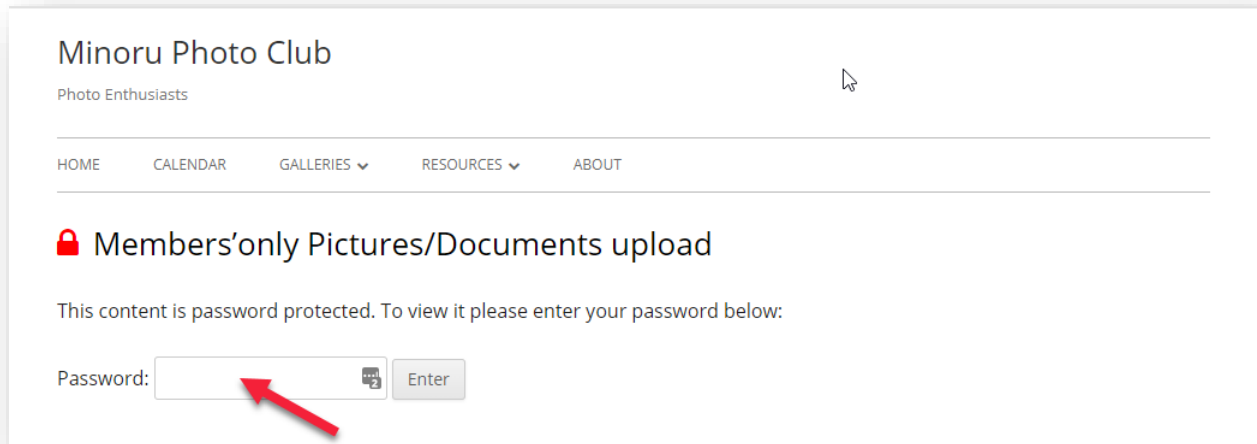 Minoru Photo Club
Photo Enthusiasts
HOME CALENDAR GALLERIES RESOURCES ABOUT
Members’only Pictures/Documents upload
This content is password protected. To view it please enter your password below:
Password: 2 Enter